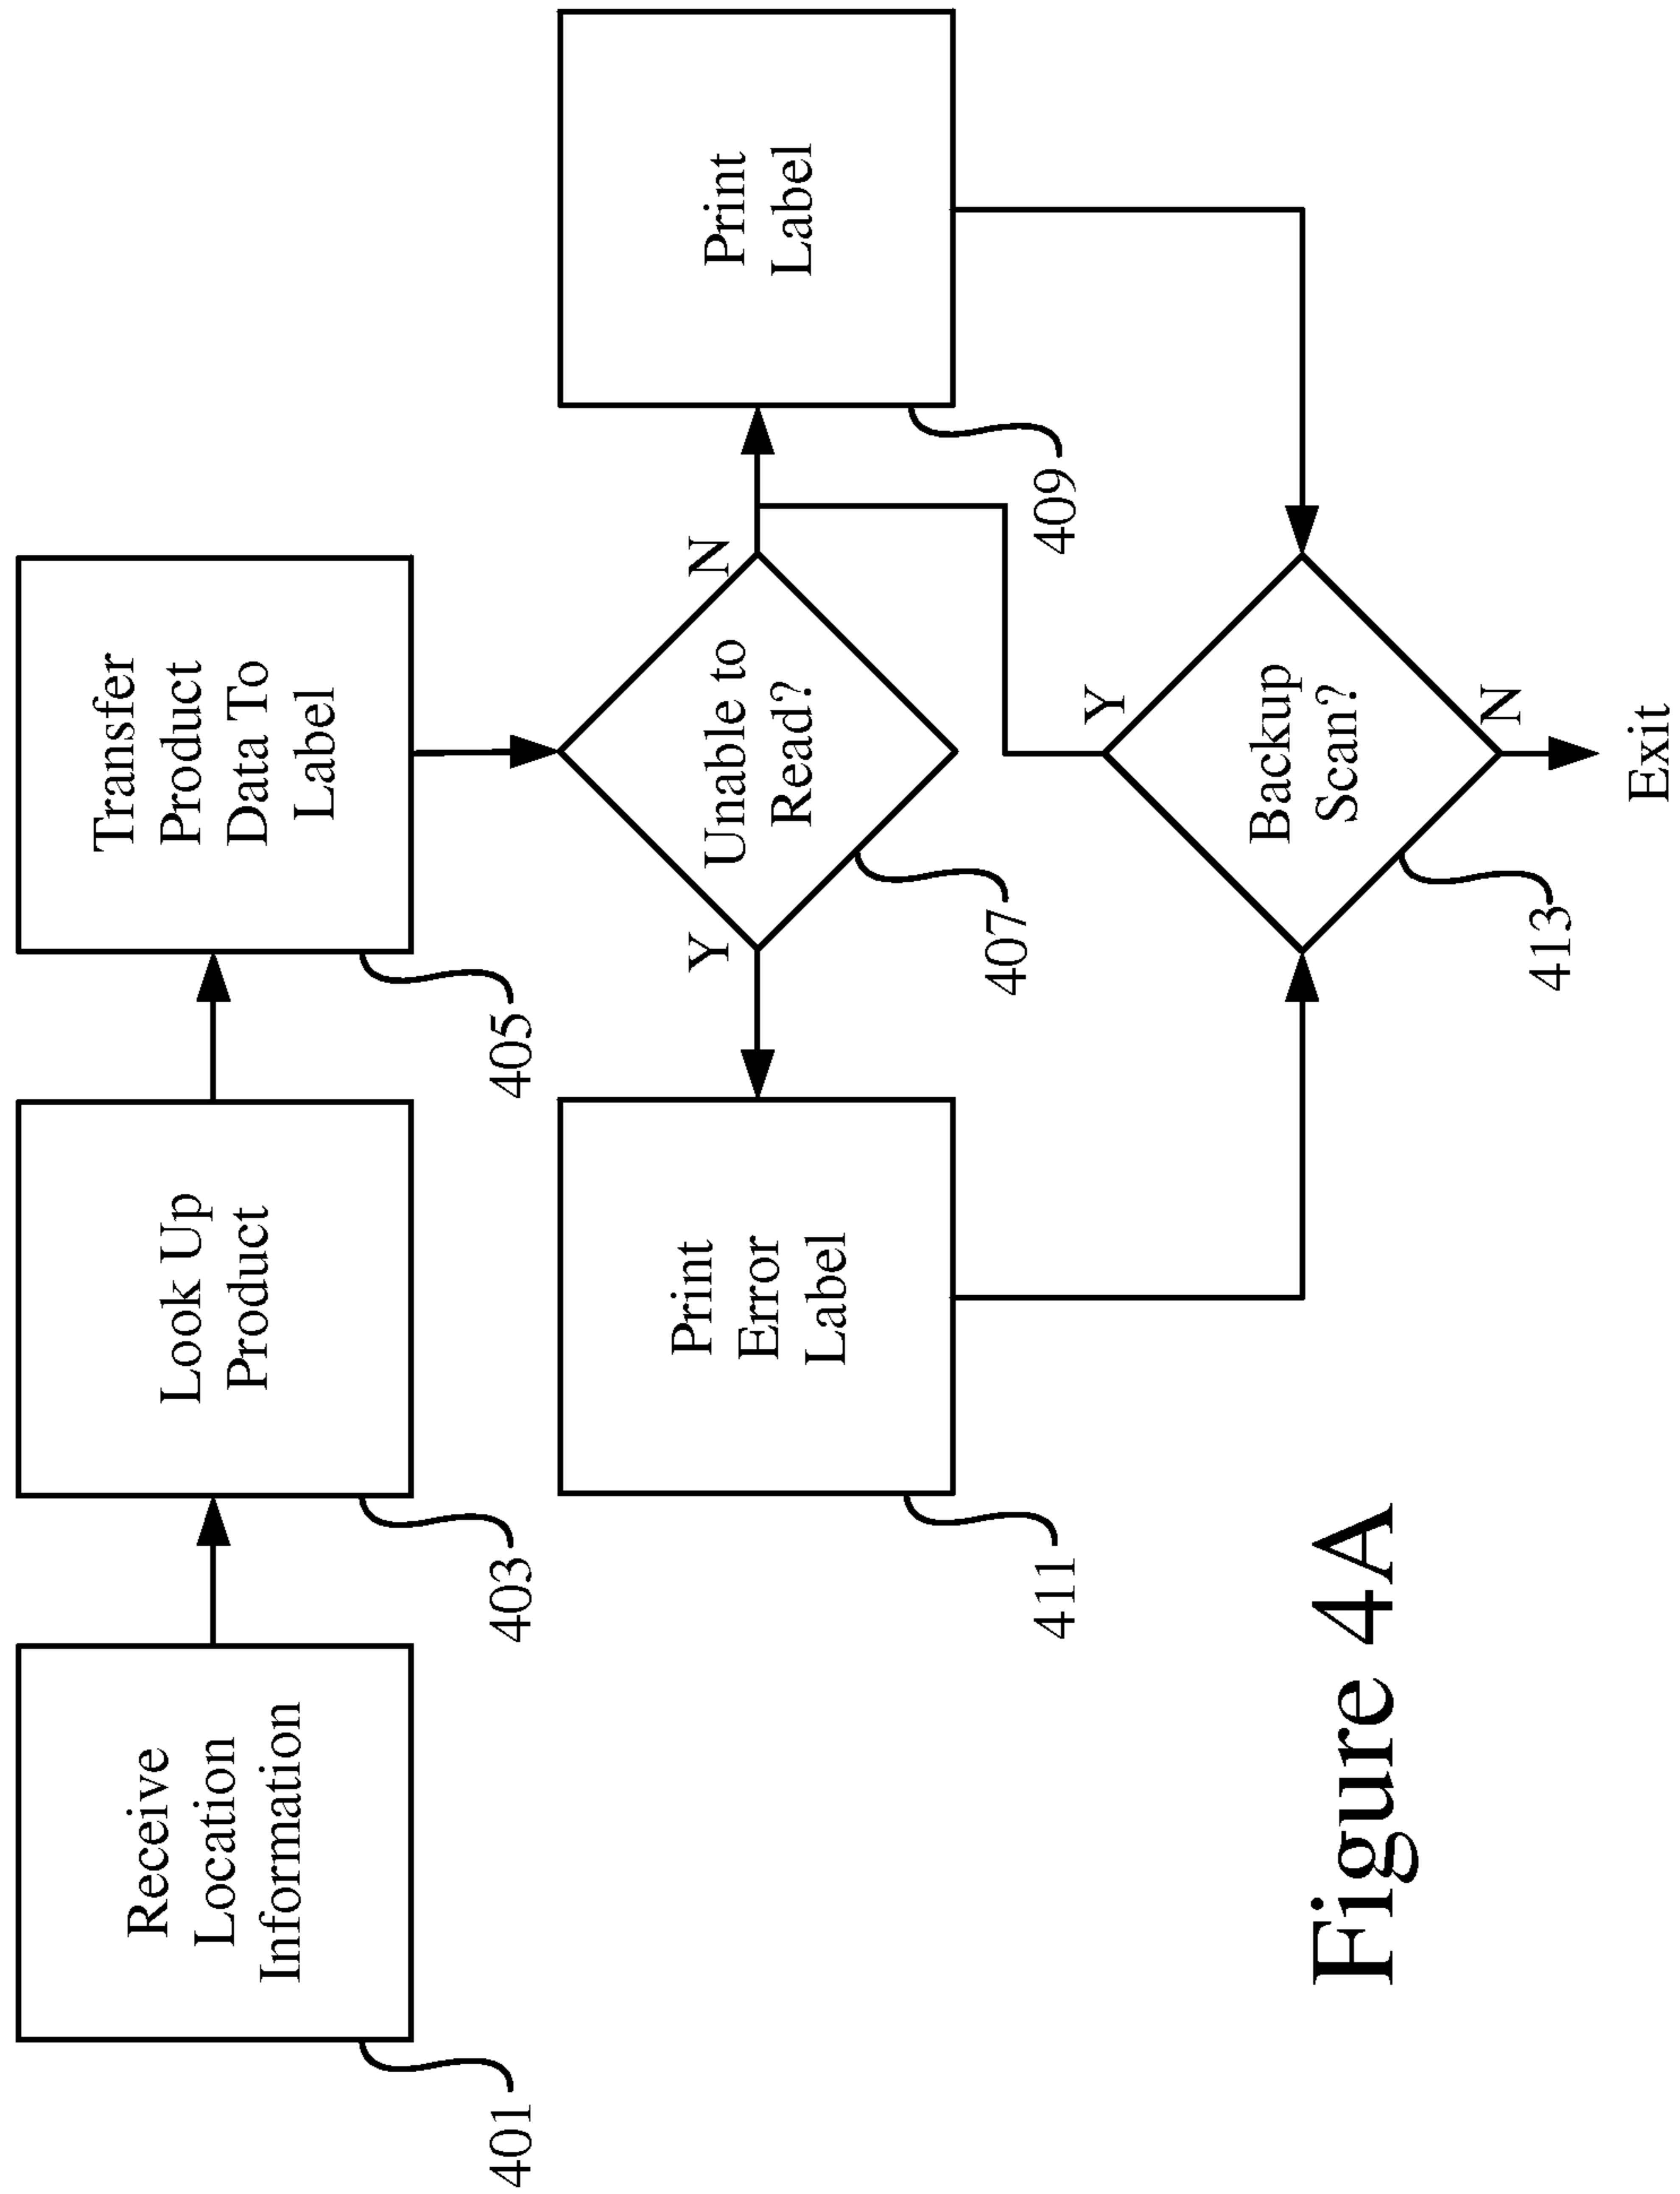 Receive
Location
Information
401
Look Up
Product
403
Transfer
Product
Data To
Label
405
Unable to
Read?
Y
N
407
Print
Label
409
Print
Error
Label
411
Backup
Scan?
Y
N
413
Exit
Figure 4A